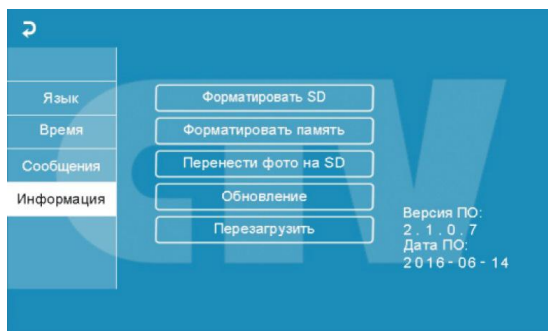 Язык
Время
Сообщения
Информация
Форматировать SD
Форматировать память
Перенести фото на SD
Обновление
Перезагрузить
Версия ПО:
2.1.0.7
Дата ПО:
2016-06-14
CTV